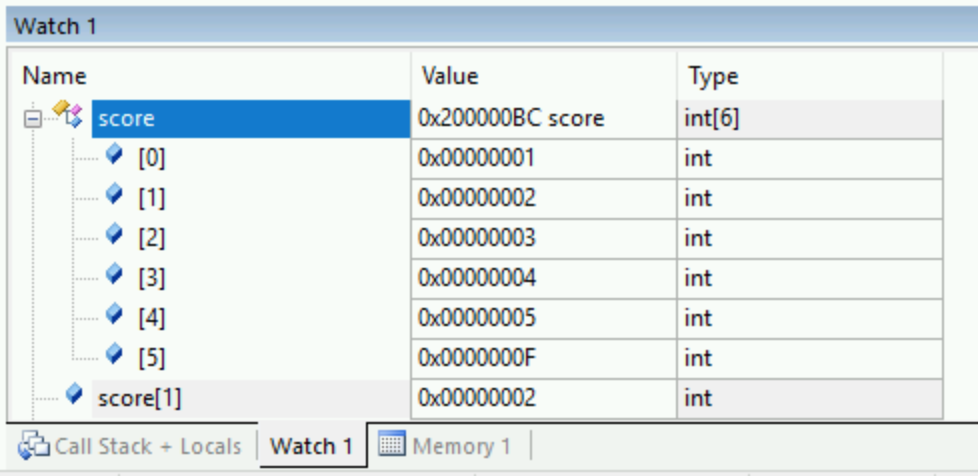 Watch 1
Name Value Type
score 0x200000BC score int[6]
[0] 0x00000001 int
[1] 0x00000002 int
[2] 0x00000003 int
[3] 0x00000004 int
[4] 0x00000005 int
[5] 0x0000000F int
score[1] 0x00000002 int
Call Stack + Locals Watch 1 Memory 1